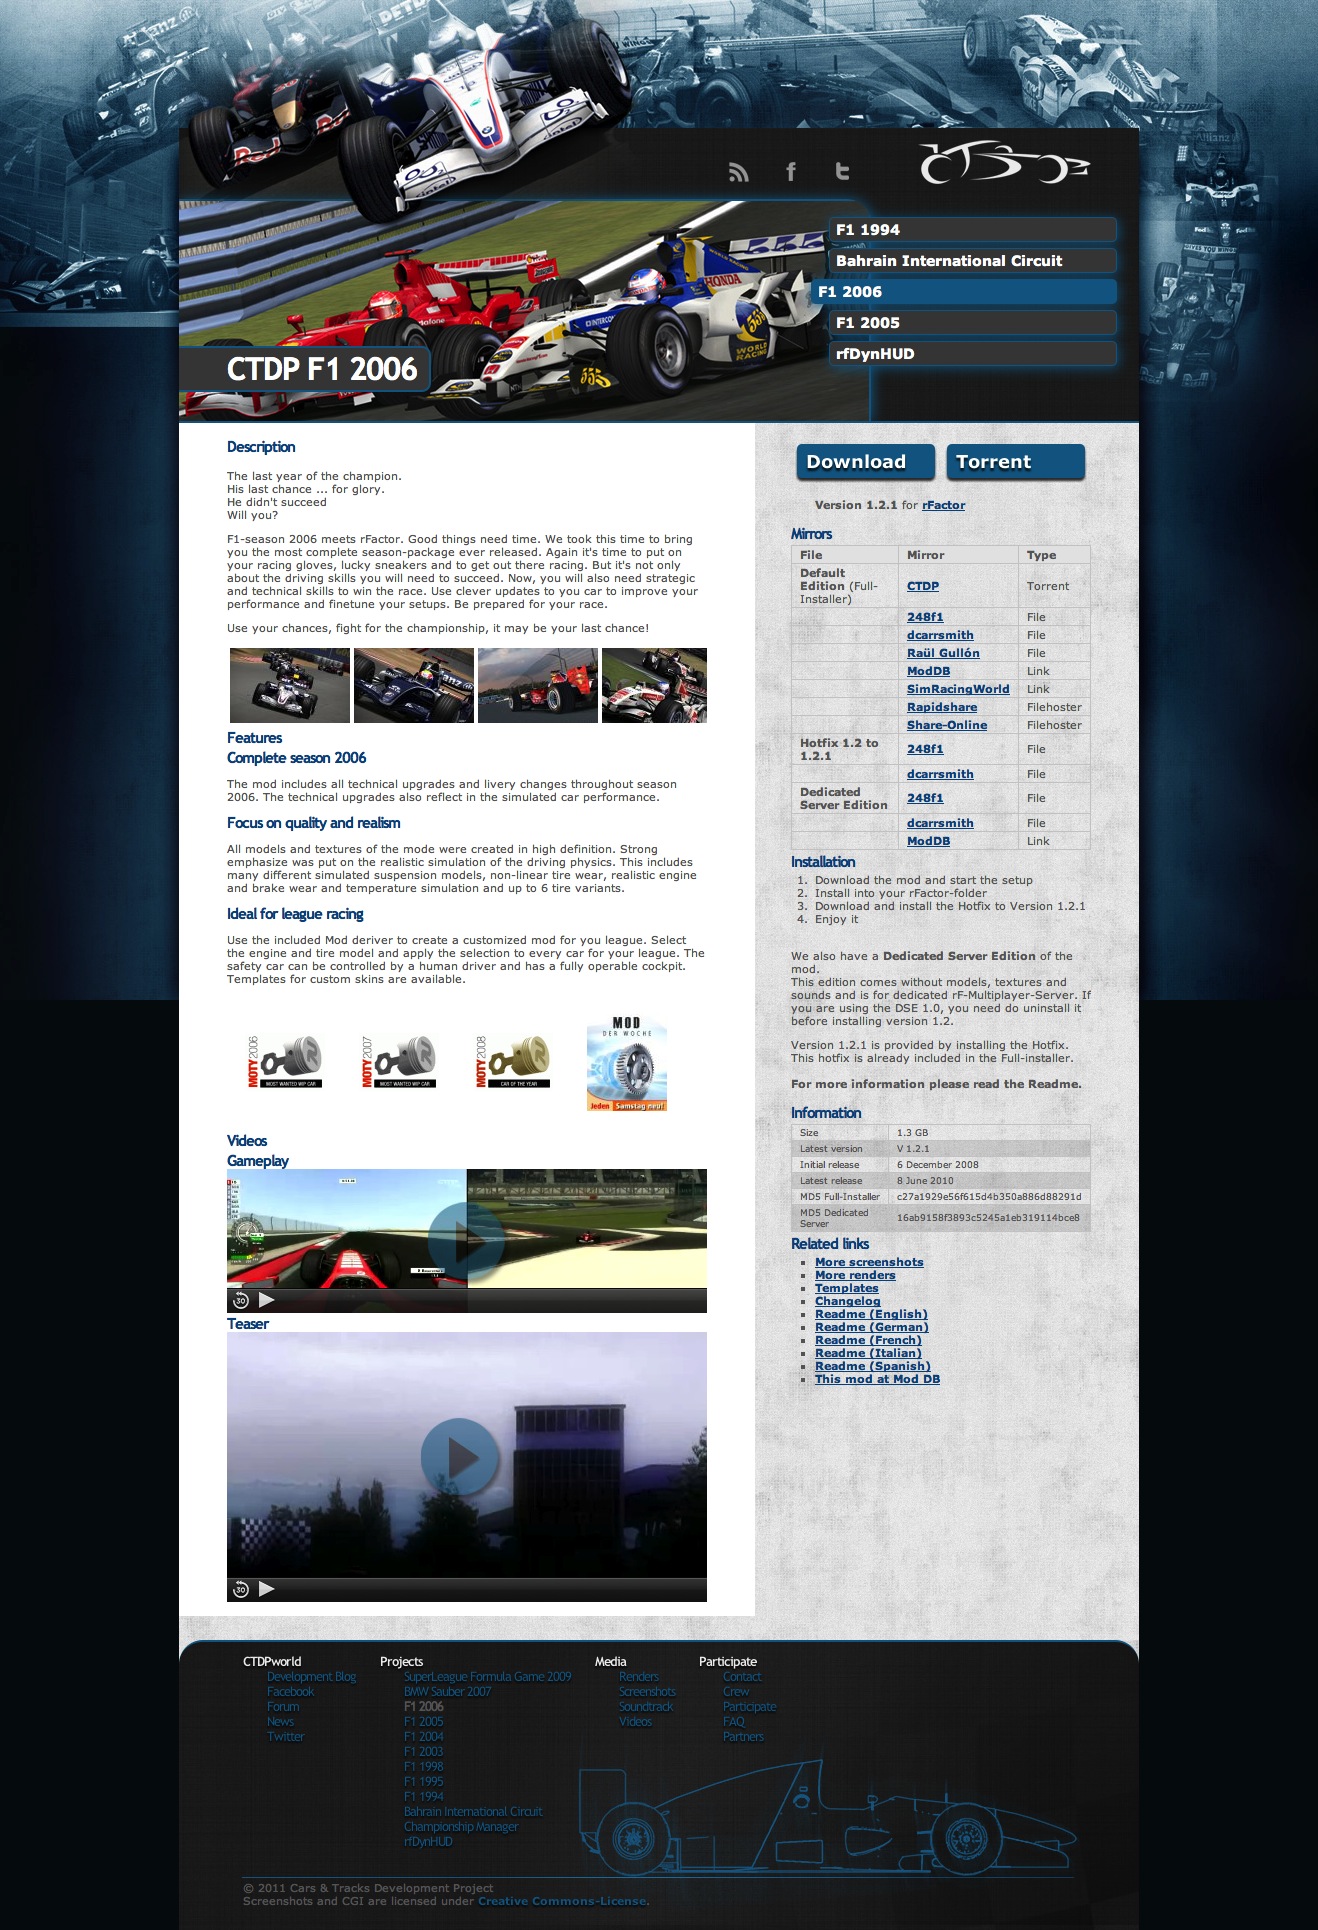 F1 1994
Bahrain International Circuit
F1 2006
F1 2005
rfDynHUD
CTDP F1 2006
Description
The last year of the champion.
His last chance ... for glory.
He didn't succeed
Will you?
F1-season 2006 meets rFactor. Good things need time. We took this time to bring
you the most complete season-package ever released. Again it's time to put on
your racing gloves, lucky sneakers and to get out there racing. But it's not only
about the driving skills you will need to succeed. Now, you will also need strategic
and technical skills to win the race. Use clever updates to you car to improve your
performance and finetune your setups. Be prepared for your race.
Use your chances, fight for the championship, it may be your last chance!
Features
Complete season 2006
The mod includes all technical upgrades and livery changes throughout season
2006. The technical upgrades also reflect in the simulated car performance.
Focus on quality and realism
All models and textures of the mode were created in high definition. Strong
emphasize was put on the realistic simulation of the driving physics. This includes
many different simulated suspension models, non-linear tire wear, realistic engine
and brake wear and temperature simulation and up to 6 tire variants.
Ideal for league racing
Use the included Mod deriver to create a customized mod for you league. Select
the engine and tire model and apply the selection to every car for your league. The
safety car can be controlled by a human driver and has a fully operable cockpit.
Templates for custom skins are available.
MOTY2006 MOST WANTED WIP CAR
MOTY2007 MOST WANTED WIP CAR
MOTY2008 CAR OF THE YEAR
MOD
DER WOCHE
Jeden Samstag neu!
Videos
Gameplay
30
Teaser
30
Download Torrent
Version 1.2.1 for rFactor
Mirrors
File Mirror Type
Default
Edition (Full-
Installer) CTDP Torrent
248f1 File
dcarrsmith File
Raül Gullón File
ModDB Link
SimRacingWorld Link
Rapidshare Filehoster
Share-Online Filehoster
Hotfix 1.2 to
1.2.1 248f1 File
dcarrsmith File
Dedicated
Server Edition 248f1 File
dcarrsmith File
ModDB Link
Installation
1. Download the mod and start the setup
2. Install into your rFactor-folder
3. Download and install the Hotfix to Version 1.2.1
4. Enjoy it
We also have a Dedicated Server Edition of the
mod.
This edition comes without models, textures and
sounds and is for dedicated rF-Multiplayer-Server. If
you are using the DSE 1.0, you need do uninstall it
before installing version 1.2.
Version 1.2.1 is provided by installing the Hotfix.
This hotfix is already included in the Full-installer.
For more information please read the Readme.
Information
Size 1.3 GB
Latest version V 1.2.1
Initial release 6 December 2008
Latest release 8 June 2010
MD5 Full-Installer c27a1929e56f615d4b350a886d88291d
MD5 Dedicated
Server 16ab9158f3893c5245a1eb319114bce8
Related links
More screenshots
More renders
Templates
Changelog
Readme (English)
Readme (German)
Readme (French)
Readme (Italian)
Readme (Spanish)
This mod at Mod DB
CTDPworld
Development Blog
Facebook
Forum
News
Twitter
Projects
SuperLeague Formula Game 2009
BMW Sauber 2007
F1 2006
F1 2005
F1 2004
F1 2003
F1 1998
F1 1995
F1 1994
Bahrain International Circuit
Championship Manager
rfDynHUD
Media
Renders
Screenshots
Soundtrack
Videos
Participate
Contact
Crew
Participate
FAQ
Partners
© 2011 Cars & Tracks Development Project
Screenshots and CGI are licensed under Creative Commons-License.